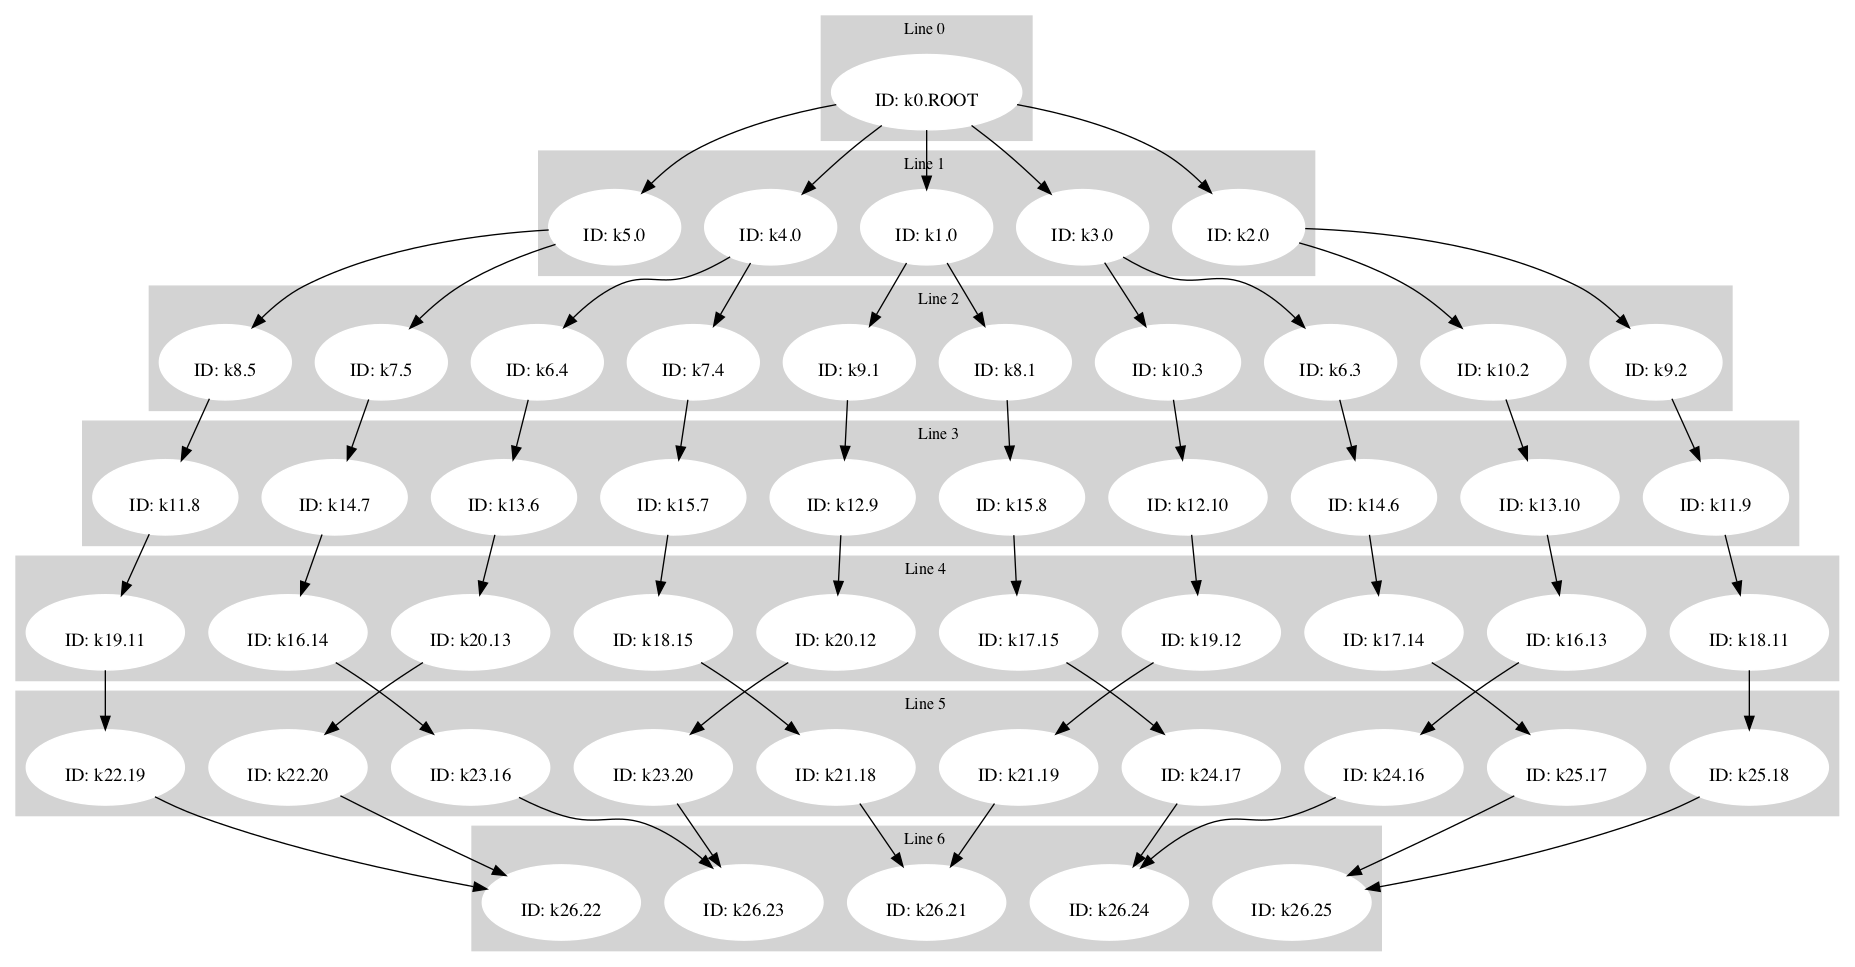 Line 0
ID: k0.ROOT
Line 1
ID: k5.0 ID: k4.0 ID: k1.0 ID: k3.0 ID: k2.0
Line 2
ID: k8.5 ID: k7.5 ID: k6.4 ID: k7.4 ID: k9.1 ID: k8.1 ID: k10.3 ID: k6.3 ID: k10.2 ID: k9.2
Line 3
ID: k11.8 ID: k14.7 ID: k13.6 ID: k15.7 ID: k12.9 ID: k15.8 ID: k12.10 ID: k14.6 ID: k13.10 ID: k11.9
Line 4
ID: k19.11 ID: k16.14 ID: k20.13 ID: k18.15 ID: k20.12 ID: k17.15 ID: k19.12 ID: k17.14 ID: k16.13 ID: k18.11
Line 5
ID: k22.19 ID: k22.20 ID: k23.16 ID: k23.20 ID: k21.18 ID: k21.19 ID: k24.17 ID: k24.16 ID: k25.17 ID: k25.18
Line 6
ID: k26.22 ID: k26.23 ID: k26.21 ID: k26.24 ID: k26.25